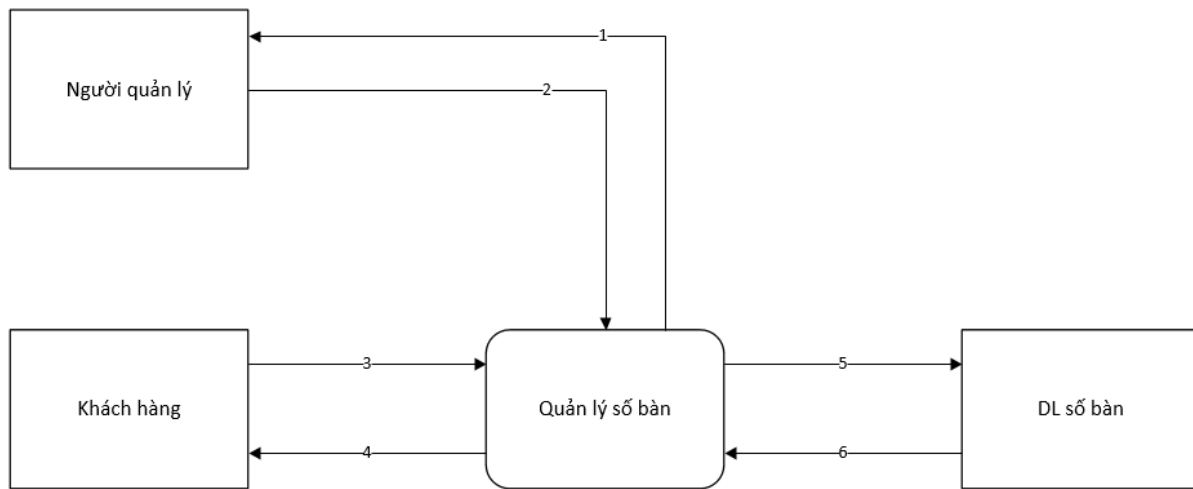 1
Người quản lý
2
3
5
Khách hàng
Quản lý số bàn
DL số bàn
4
6